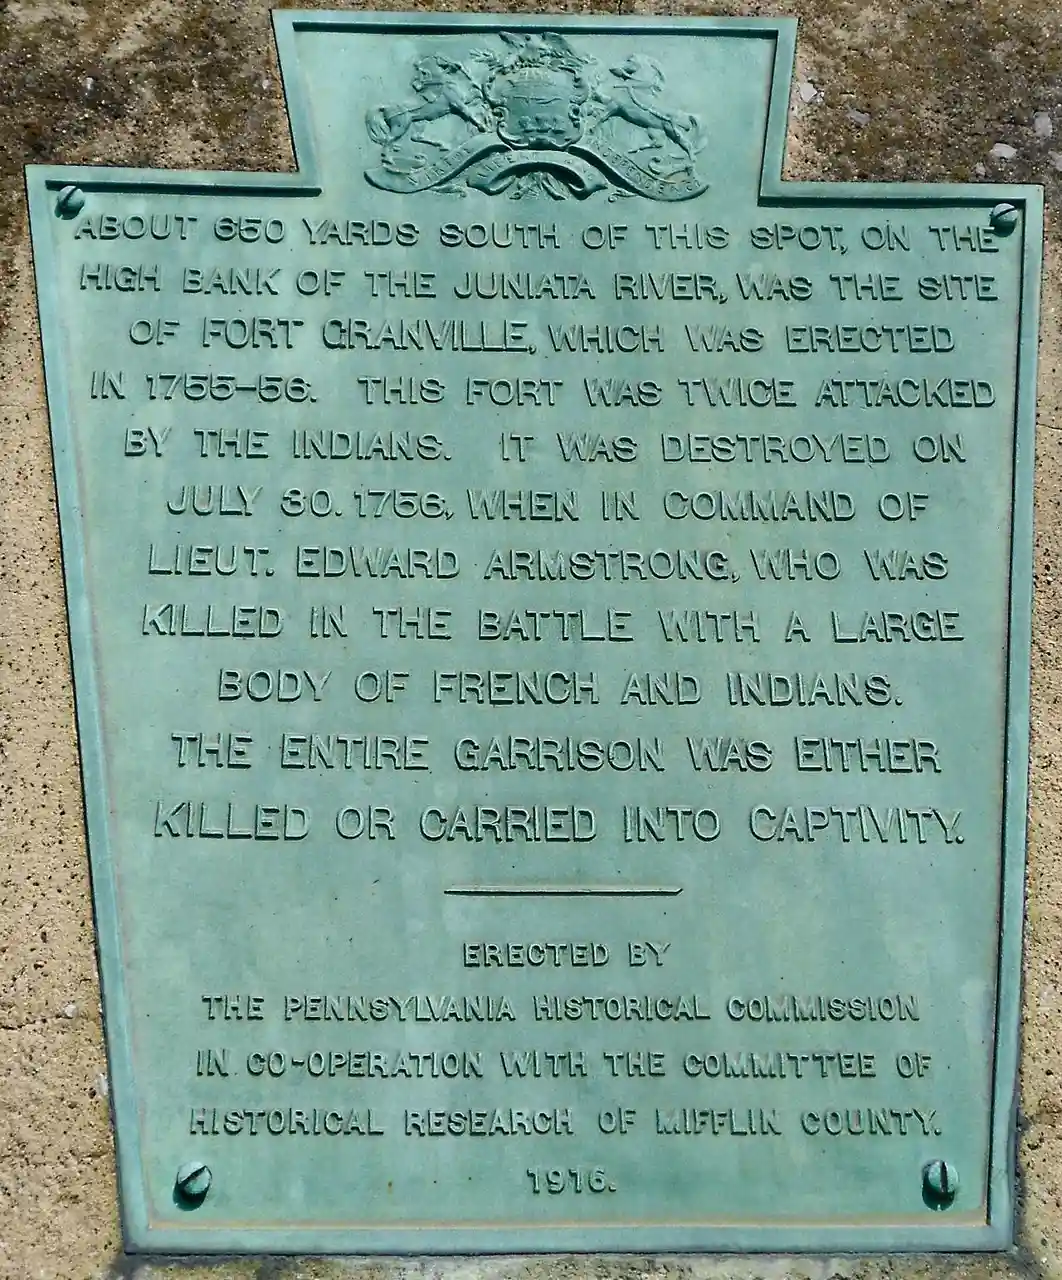 VIRTUE LIBERTY AND INDEPENDENCE
ABOUT 650 YARDS SOUTH OF THIS SPOT, ON THE
HIGH BANK OF THE JUNIATA RIVER, WAS THE SITE
OF FORT GRANVILLE, WHICH WAS ERECTED
IN 1755-56. THIS FORT WAS TWICE ATTACKED
BY THE INDIANS. IT WAS DESTROYED ON
JULY 30. 1756, WHEN IN COMMAND OF
LIEUT. EDWARD ARMSTRONG, WHO WAS
KILLED IN THE BATTLE WITH A LARGE
BODY OF FRENCH AND INDIANS.
THE ENTIRE GARRISON WAS EITHER
KILLED OR CARRIED INTO CAPTIVITY.
ERECTED BY
THE PENNSYLVANIA HISTORICAL COMMISSION
IN CO-OPERATION WITH THE COMMITTEE OF
HISTORICAL RESEARCH OF MIFFLIN COUNTY.
1916.